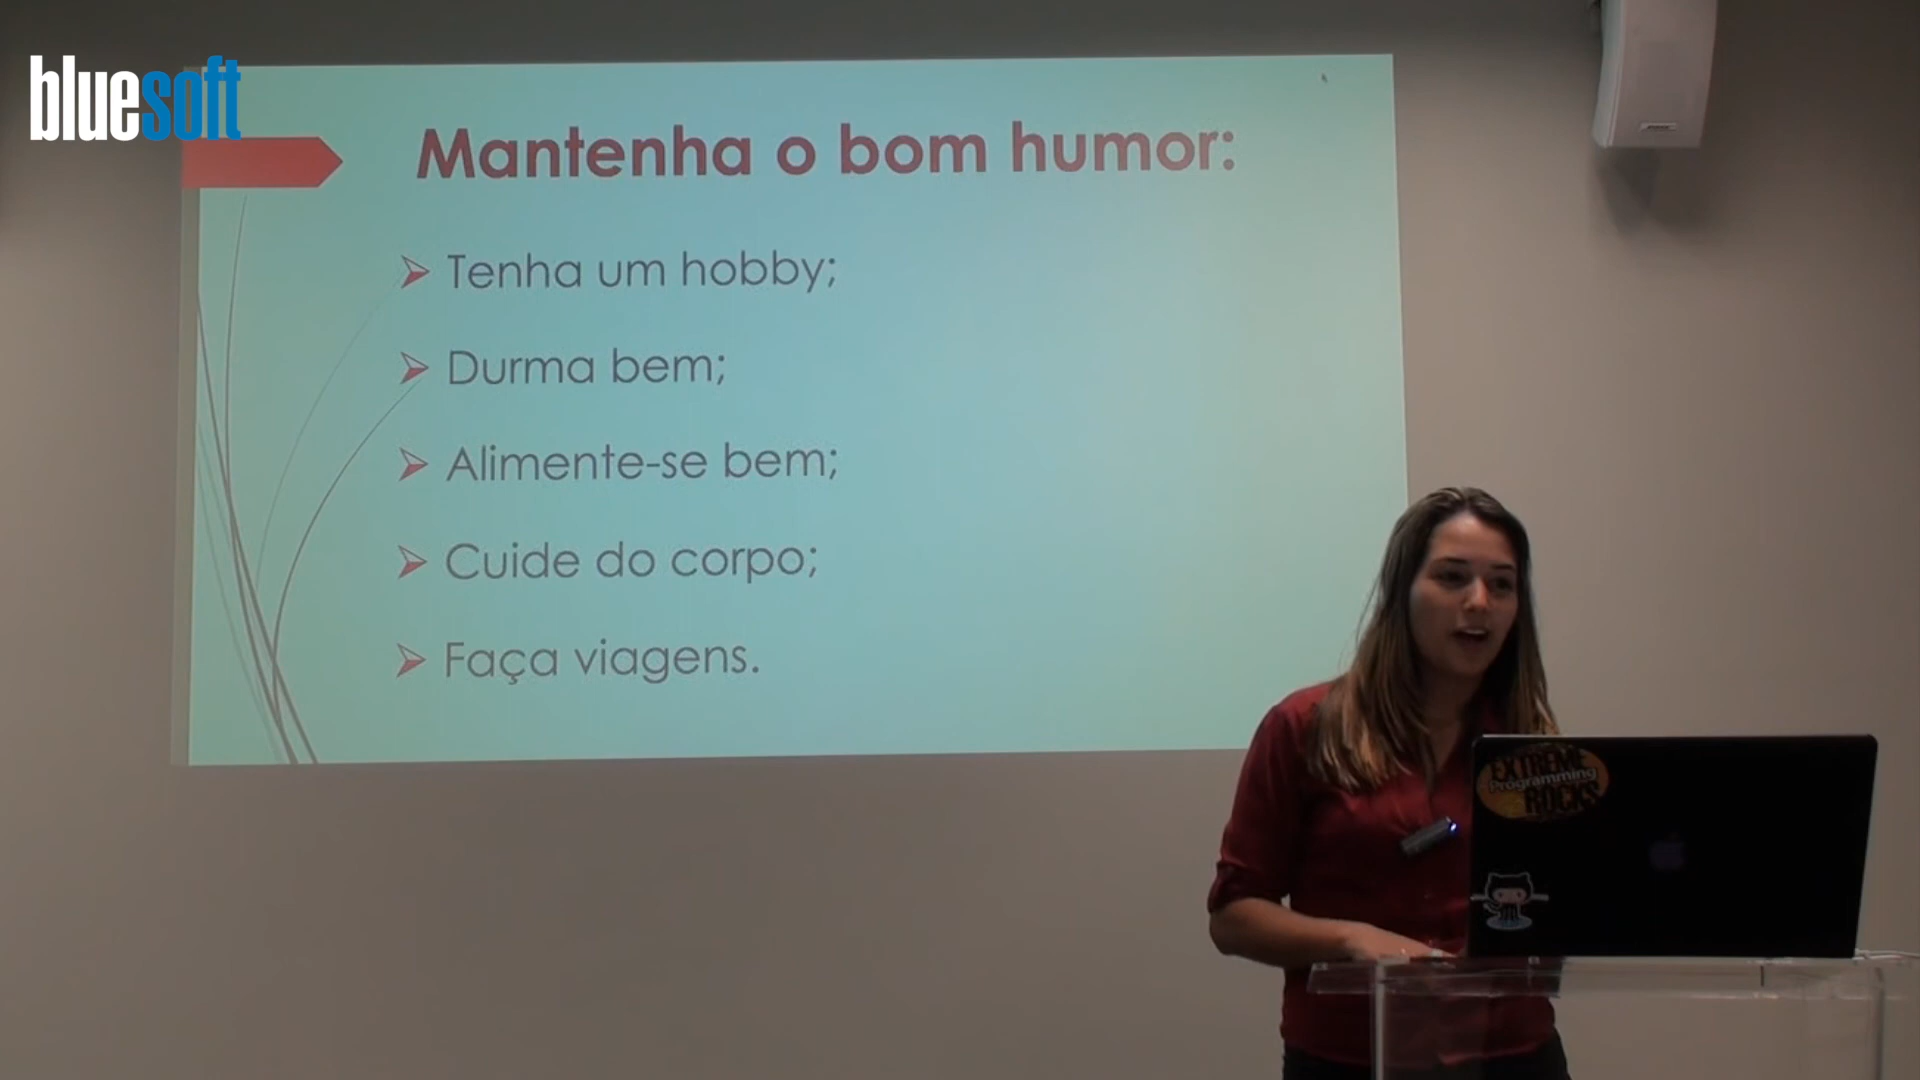 bluesoft
Mantenha o bom humor:
Tenha um hobby;
Durma bem;
Alimente-se bem;
Cuide do corpo;
Faça viagens.
EXTREME
Programming
ROCKS